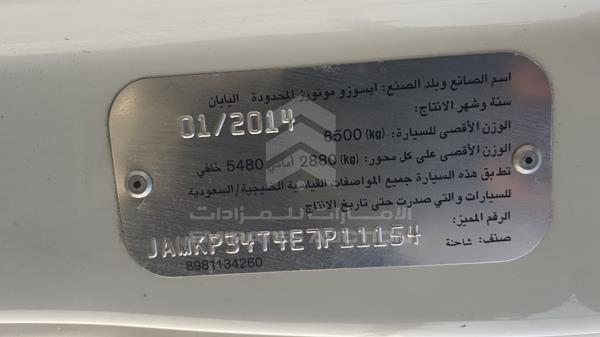 اسم الصانع وبلد الصنع: ايسوزو موتورز المحدودة اليابان
سنة وشهر الانتاج:
01/2014
الوزن الأقصى للسيارة: 6500 (kg)
الوزن الأقصى على كل محور: 2880 (kg) أمامي 5480 خلفي
تطبق هذه السيارة جميع المواصفات القياسية الخليجية/السعودية
للسيارات والتي صدرت حتى تاريخ الانتاج
الامارات للمزادات
الرقم المميز:
JAMKP34T4E7P11154
صنف: شاحنة
8981134260